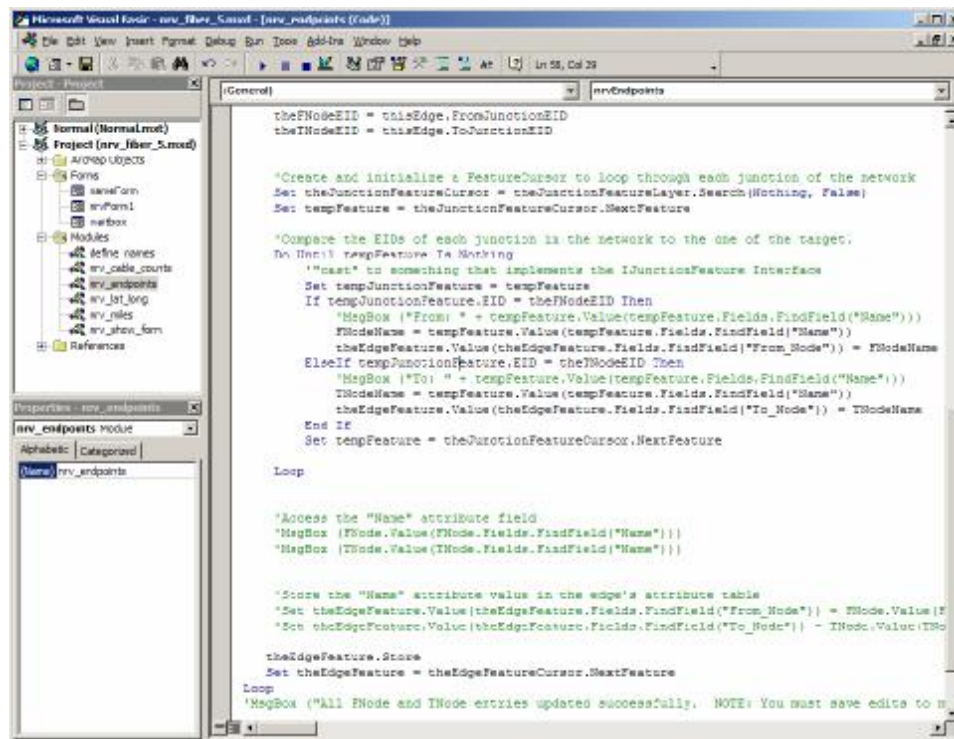 Microsoft Visual Basic - nrv_fiber_5.mxd - [nrv_endpoints (Code)]
File Edit View Insert Format Debug Run Tools Add-Ins Window Help
Ln 58, Col 29
Project - Project
Normal (Normal.mxt)
Project (nrv_fiber_5.mxd)
ArcMap Objects
Forms
nameForm
nrvForm1
Modules
define_names
nrv_cable_counts
nrv_endpoints
nrv_lat_long
nrv_miles
nrv_show_form
References
Properties - nrv_endpoints
nrv_endpoints Module
Alphabetic Categorized
(Name) nrv_endpoints
(General) nrvEndpoints
theFNodeEID = thisEdge.FromJunctionEID
theTNodeEID = thisEdge.ToJunctionEID
'Create and initialize a FeatureCursor to loop through each junction of the network
Set theJunctionFeatureCursor = theJunctionFeatureLayer.Search(Nothing, False)
Set tempFeature = theJunctionFeatureCursor.NextFeature
'Compare the EIDs of each junction in the network to the one of the target.
Do Until tempFeature Is Nothing
'"cast" to something that implements the IJunctionFeature Interface
Set tempJunctionFeature = tempFeature
If tempJunctionFeature.EID = theFNodeEID Then
'MsgBox ("From: " + tempFeature.Value(tempFeature.Fields.FindField("Name")))
FNodeName = tempFeature.Value(tempFeature.Fields.FindField("Name"))
theEdgeFeature.Value(theEdgeFeature.Fields.FindField("From_Node")) = FNodeName
ElseIf tempJunctionFeature.EID = theTNodeEID Then
'MsgBox ("To: " + tempFeature.Value(tempFeature.Fields.FindField("Name")))
TNodeName = tempFeature.Value(tempFeature.Fields.FindField("Name"))
theEdgeFeature.Value(theEdgeFeature.Fields.FindField("To_Node")) = TNodeName
End If
Set tempFeature = theJunctionFeatureCursor.NextFeature
Loop
'Access the "Name" attribute field
'MsgBox (FNode.Value(FNode.Fields.FindField("Name")))
'MsgBox (TNode.Value(TNode.Fields.FindField("Name")))
'Store the "Name" attribute value in the edge's attribute table
'Set theEdgeFeature.Value(theEdgeFeature.Fields.FindField("From_Node")) = FNode.Value(F
'Set theEdgeFeature.Value(theEdgeFeature.Fields.FindField("To_Node")) = TNode.Value(TNo
theEdgeFeature.Store
Set theEdgeFeature = theEdgeFeatureCursor.NextFeature
Loop
'MsgBox ("All FNode and TNode entries updated successfully. NOTE: You must save edits to m